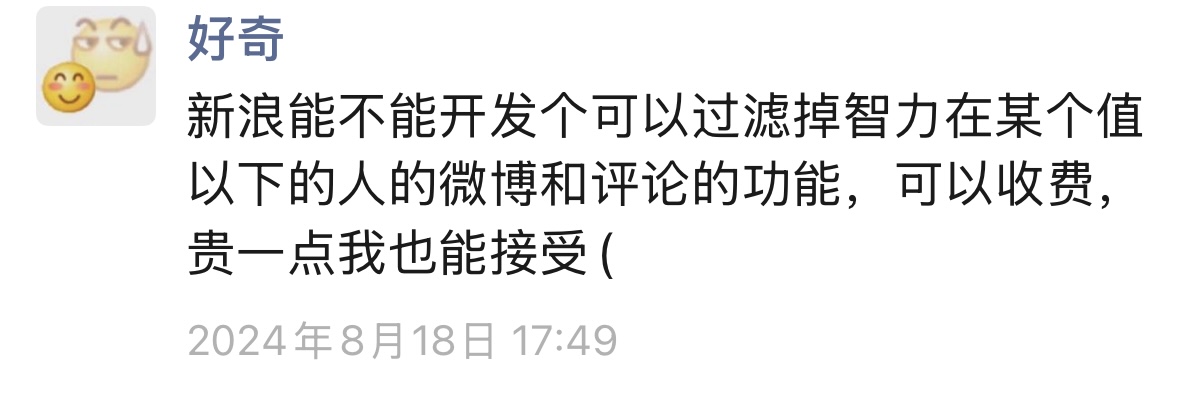 好奇
新浪能不能开发个可以过滤掉智力在某个值
以下的人的微博和评论的功能，可以收费，
贵一点我也能接受(
2024年8月18日 17:49